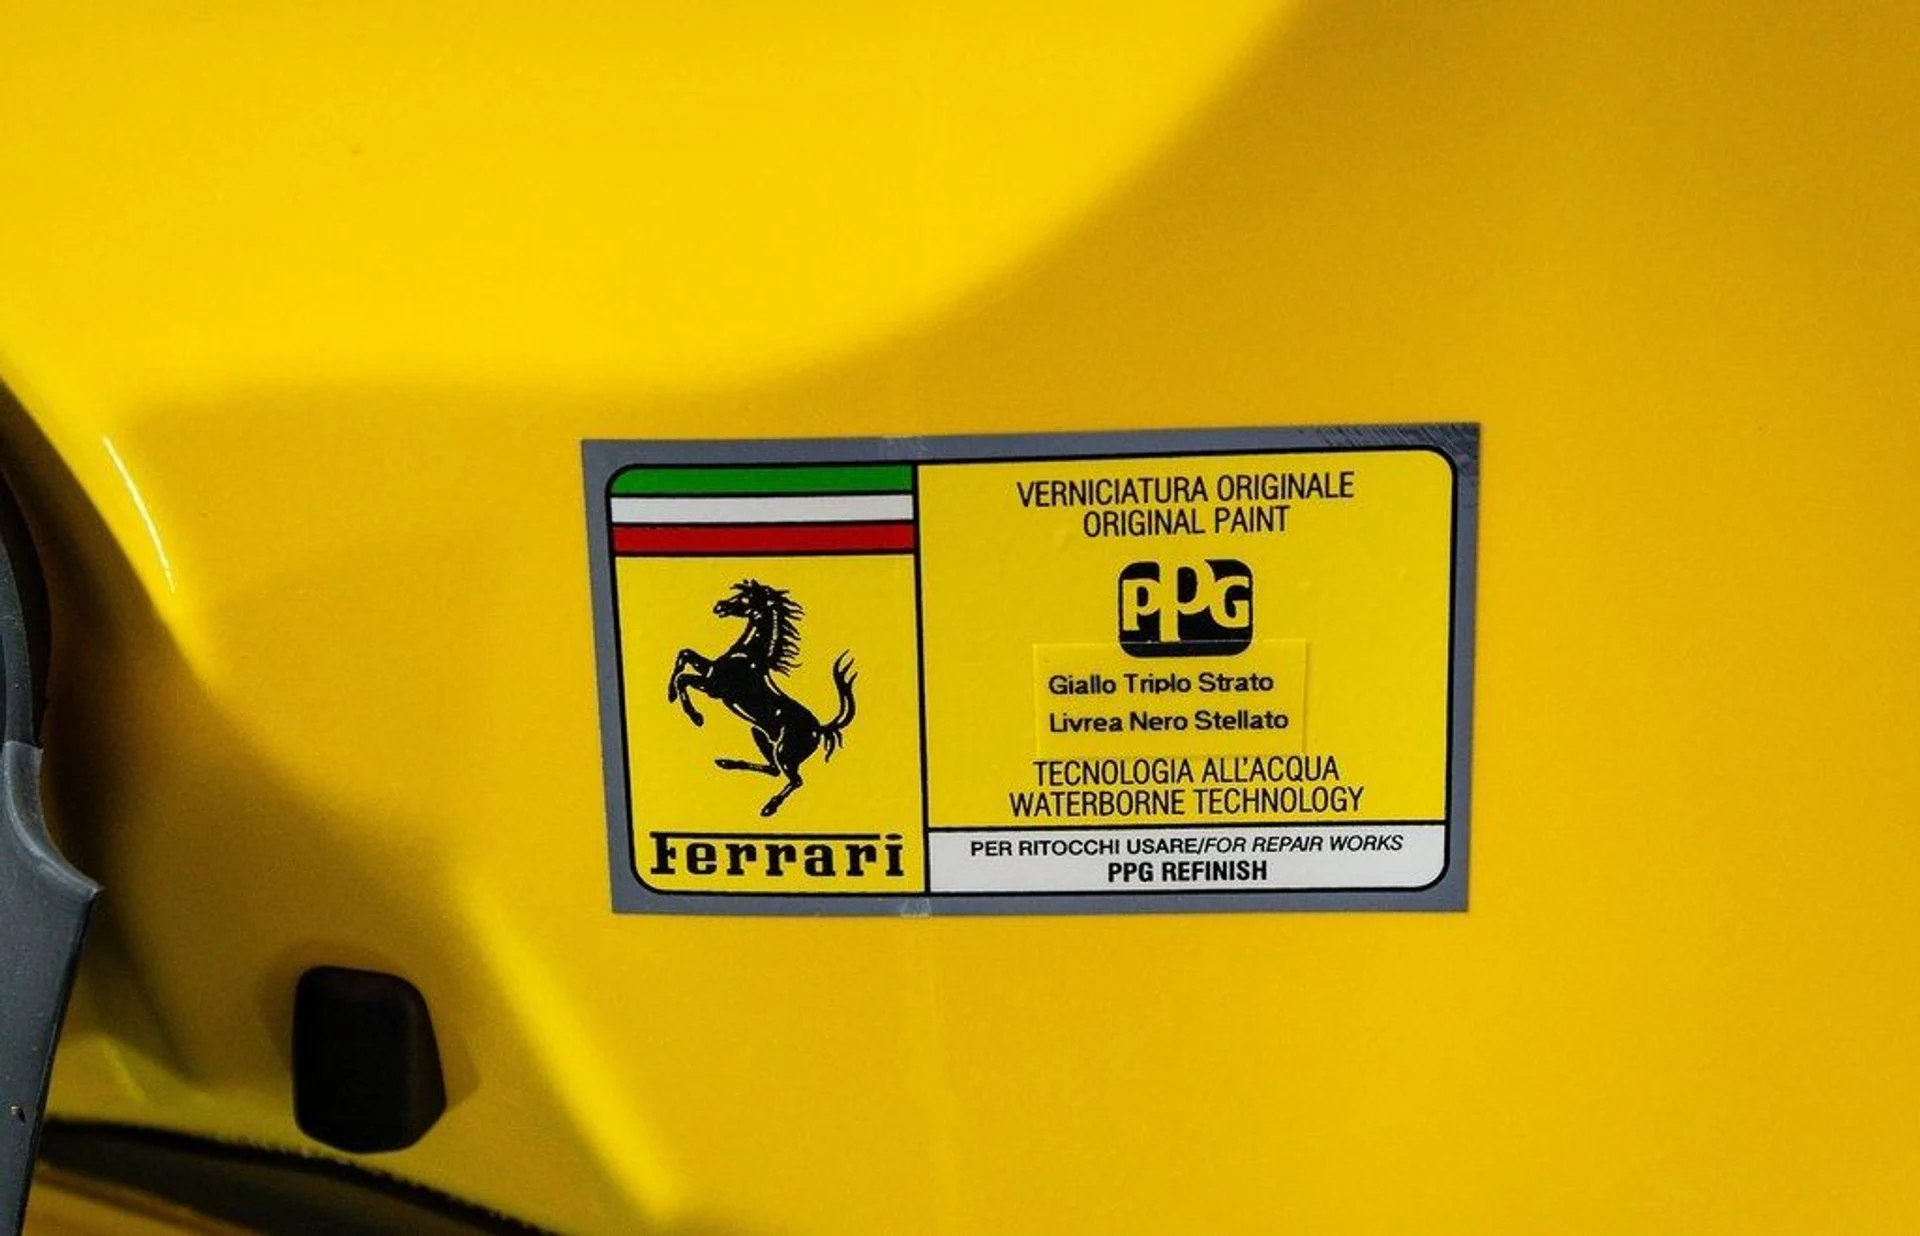 Ferrari
VERNICIATURA ORIGINALE
ORIGINAL PAINT
PPG
Giallo Triplo Strato
Livrea Nero Stellato
TECNOLOGIA ALL'ACQUA
WATERBORNE TECHNOLOGY
PER RITOCCHI USARE/FOR REPAIR WORKS
PPG REFINISH